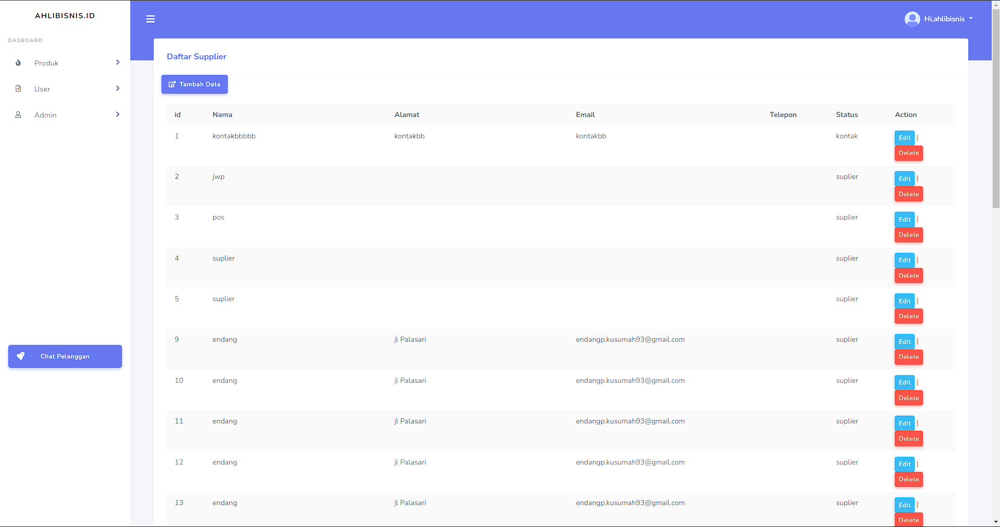 AHLIBISNIS.ID
Hi,ahlibisnis
DASBOARD
Produk
User
Admin
Chat Pelanggan
Daftar Supplier
Tambah Data
id Nama Alamat Email Telepon Status Action
1 kontakbbbbb kontakbb kontakbb kontak Edit |
Delete
2 jwp suplier Edit |
Delete
3 pos suplier Edit |
Delete
4 suplier suplier Edit |
Delete
5 suplier suplier Edit |
Delete
9 endang jl Palasari endangp.kusumah93@gmail.com suplier Edit |
Delete
10 endang jl Palasari endangp.kusumah93@gmail.com suplier Edit |
Delete
11 endang jl Palasari endangp.kusumah93@gmail.com suplier Edit |
Delete
12 endang jl Palasari endangp.kusumah93@gmail.com suplier Edit |
Delete
13 endang jl Palasari endangp.kusumah93@gmail.com suplier Edit |
Delete